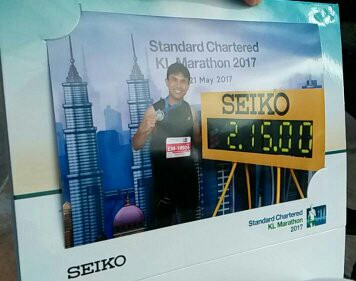 Standard Chartered
KL Marathon 2017
21 May 2017
SEIKO
2.15.00
Standard Chartered
KL Marathon
2017
SEIKO